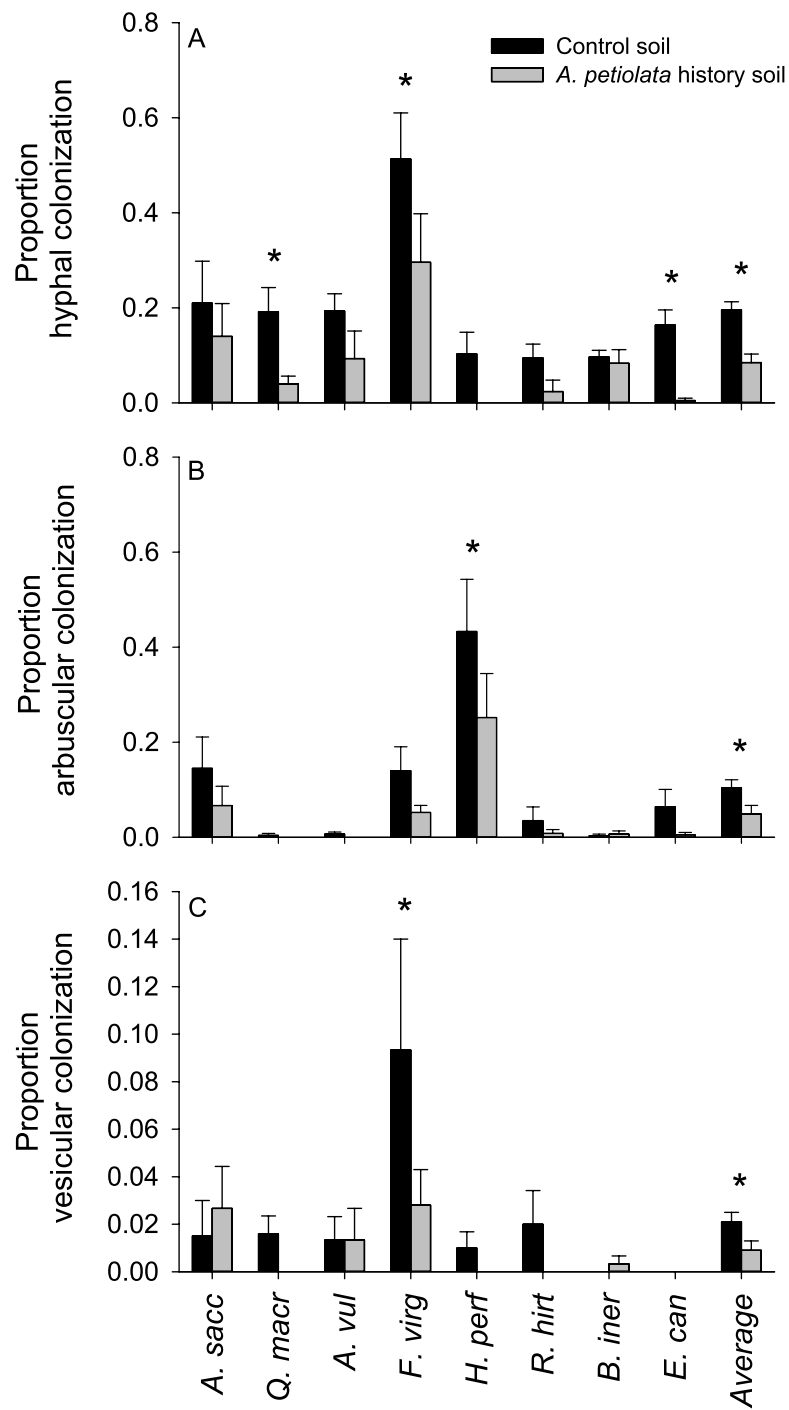 A
Control soil
A. petiolata history soil
Proportion
hyphal colonization
0.8
0.6
0.4
0.2
0.0
*
*
*
*
B
Proportion
arbuscular colonization
0.8
0.6
0.4
0.2
0.0
*
*
C
Proportion
vesicular colonization
0.16
0.14
0.12
0.10
0.08
0.06
0.04
0.02
0.00
*
*
A. sacc
Q. macr
A. vul
F. virg
H. perf
R. hirt
B. iner
E. can
Average